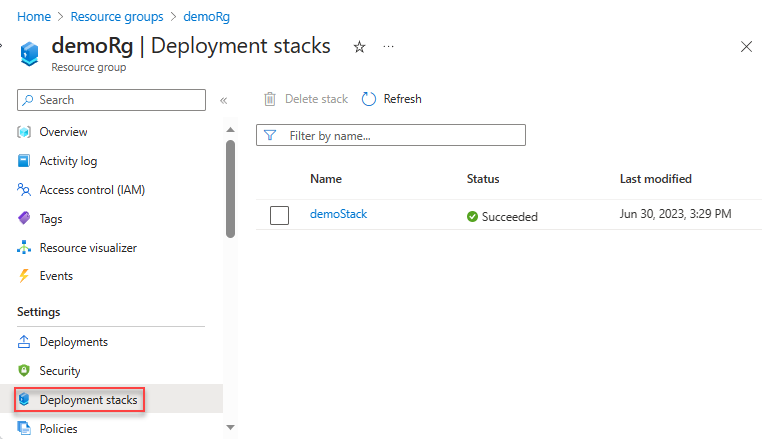 Home > Resource groups > demoRg
demoRg | Deployment stacks ☆ ...
Resource group
Search «
Delete stack Refresh
Filter by name...
Overview
Activity log
Access control (IAM)
Tags
Resource visualizer
Events
Settings
Deployments
Security
Deployment stacks
Policies
Name Status Last modified
demoStack Succeeded Jun 30, 2023, 3:29 PM